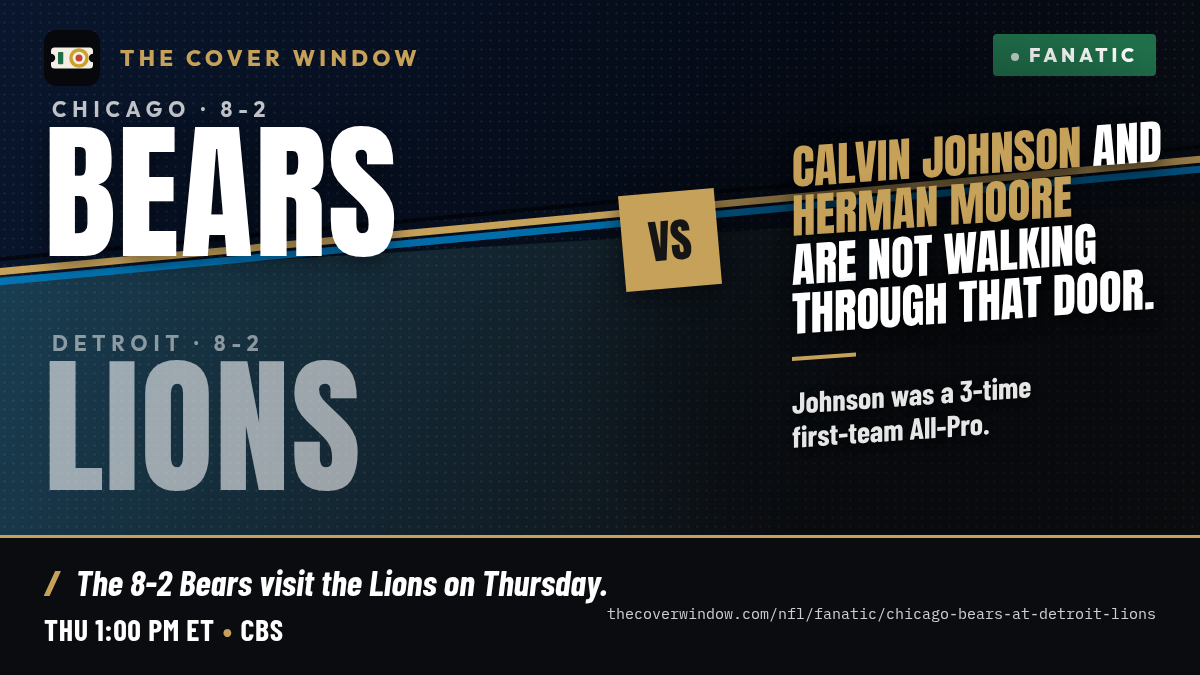 THE COVER WINDOW
FANATIC
CHICAGO · 8-2
BEARS
VS
CALVIN JOHNSON AND
HERMAN MOORE
ARE NOT WALKING
THROUGH THAT DOOR.
Johnson was a 3-time
first-team All-Pro.
DETROIT · 8-2
LIONS
/ The 8-2 Bears visit the Lions on Thursday.
THU 1:00 PM ET • CBS
thecoverwindow.com/nfl/fanatic/chicago-bears-at-detroit-lions